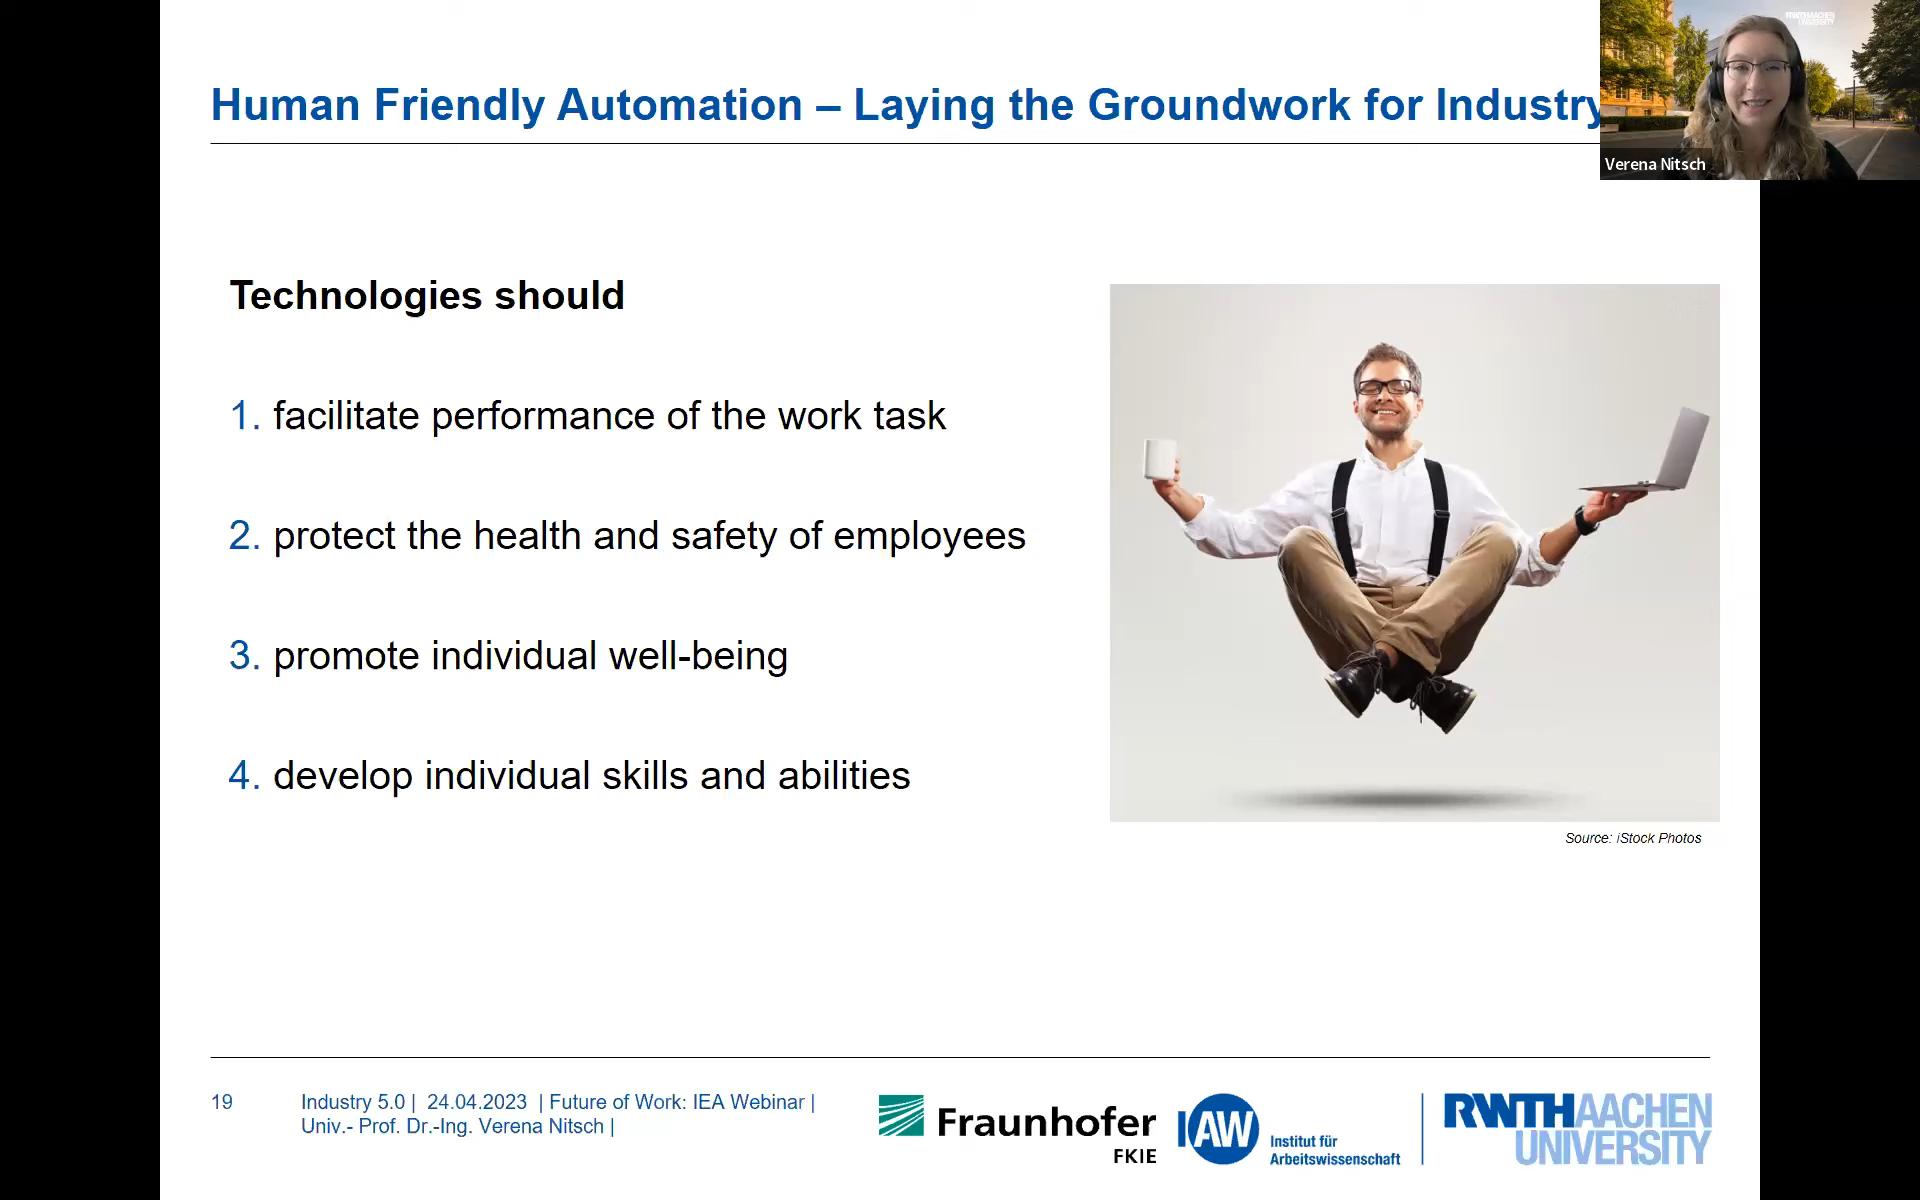 Human Friendly Automation – Laying the Groundwork for Industry
RWTHAACHEN
UNIVERSITY
Verena Nitsch
Technologies should
1. facilitate performance of the work task
2. protect the health and safety of employees
3. promote individual well-being
4. develop individual skills and abilities
Source: iStock Photos
19
Industry 5.0 | 24.04.2023 | Future of Work: IEA Webinar |
Univ.- Prof. Dr.-Ing. Verena Nitsch |
Fraunhofer
FKIE
IAW
Institut für
Arbeitswissenschaft
RWTHAACHEN
UNIVERSITY